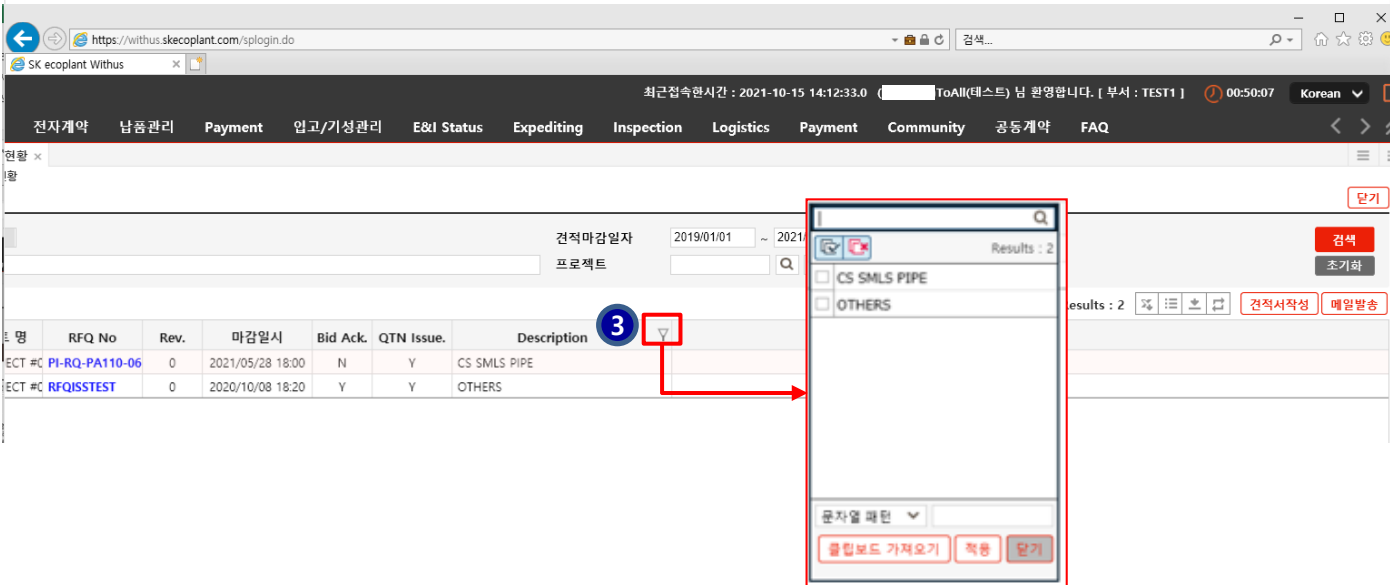 https://withus.skecoplant.com/splogin.do
검색...
SK ecoplant Withus
최근접속한시간 : 2021-10-15 14:12:33.0 ( ToAll(테스트) 님 환영합니다. [ 부서 : TEST1 ] 00:50:07 Korean
전자계약 납품관리 Payment 입고/기성관리 E&I Status Expediting Inspection Logistics Payment Community 공동계약 FAQ
현황
닫기
견적마감일자 2019/01/01 ~ 2021/
검색
프로젝트
초기화
Results : 2
CS SMLS PIPE
OTHERS
esults : 2 견적서작성 메일발송
명 RFQ No Rev. 마감일시 Bid Ack. QTN Issue. Description 3
ECT #0 PI-RQ-PA110-06 0 2021/05/28 18:00 N Y CS SMLS PIPE
ECT #0 RFQISSTEST 0 2020/10/08 18:20 Y Y OTHERS
문자열 패턴
클립보드 가져오기 적용 닫기